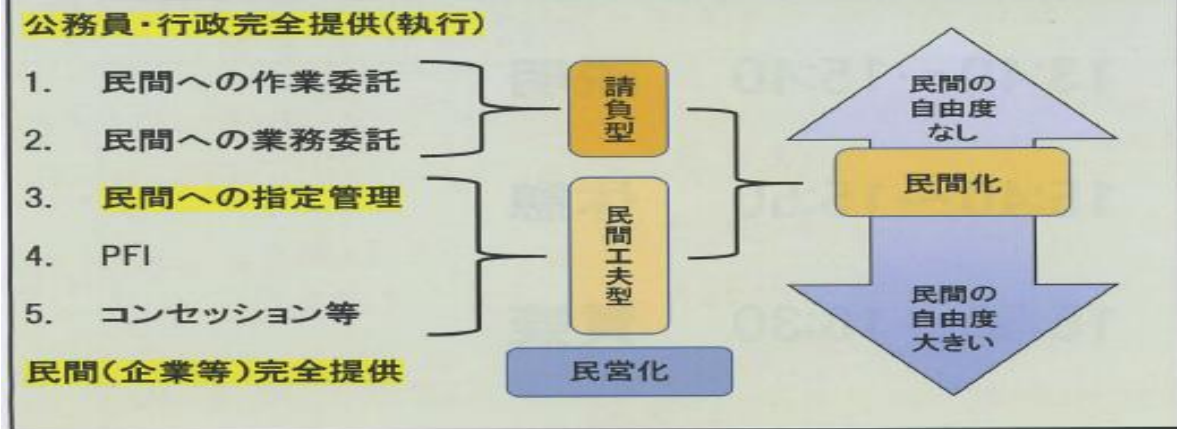 公務員・行政完全提供(執行)
1. 民間への作業委託
2. 民間への業務委託
3. 民間への指定管理
4. PFI
5. コンセッション等
民間(企業等)完全提供
請負型
民間工夫型
民営化
民間化
民間の
自由度
なし
民間の
自由度
大きい